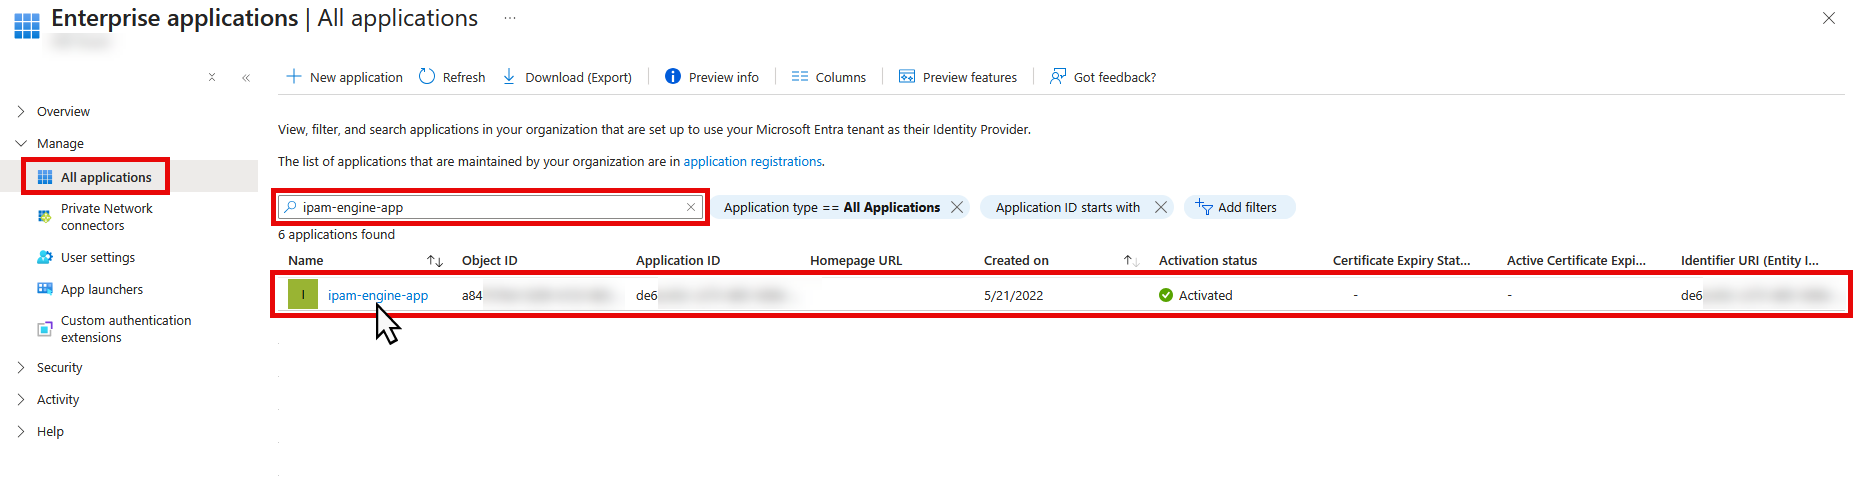 Enterprise applications | All applications ...
New application
Refresh
Download (Export)
Preview info
Columns
Preview features
Got feedback?
Overview
Manage
All applications
Private Network
connectors
User settings
App launchers
Custom authentication
extensions
Security
Activity
Help
View, filter, and search applications in your organization that are set up to use your Microsoft Entra tenant as their Identity Provider.
The list of applications that are maintained by your organization are in application registrations.
ipam-engine-app
Application type == All Applications
Application ID starts with
Add filters
6 applications found
Name Object ID Application ID Homepage URL Created on Activation status Certificate Expiry Stat... Active Certificate Expi... Identifier URI (Entity I...
I ipam-engine-app a84 de6 5/21/2022 Activated - - de6